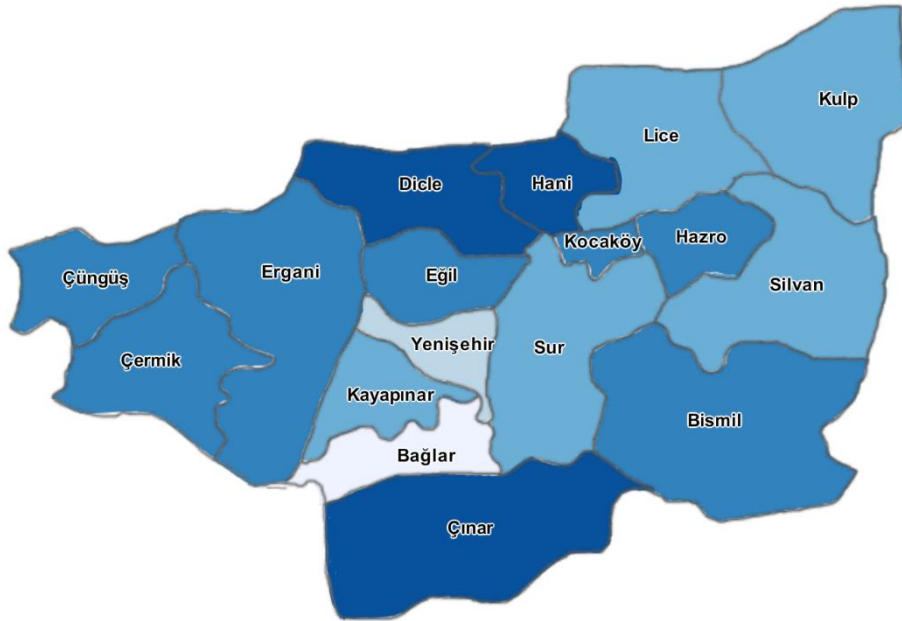 Kulp
Lice
Dicle
Hani
Kocaköy
Hazro
Çüngüş
Ergani
Eğil
Silvan
Yenişehir
Sur
Çermik
Kayapınar
Bismil
Bağlar
Çınar